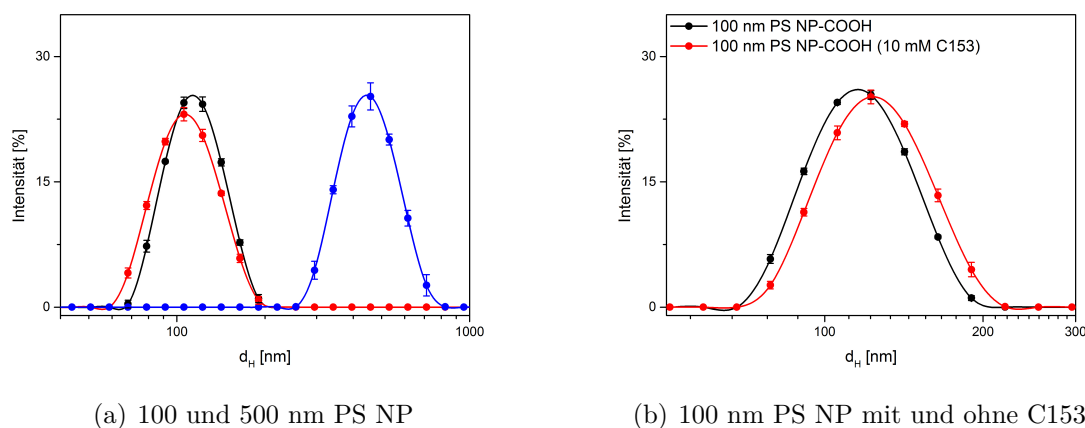 30
15
0
Intensität [%]
100
1000
d_H [nm]
(a) 100 und 500 nm PS NP
100 nm PS NP-COOH
100 nm PS NP-COOH (10 mM C153)
30
15
0
Intensität [%]
100
200
300
d_H [nm]
(b) 100 nm PS NP mit und ohne C153